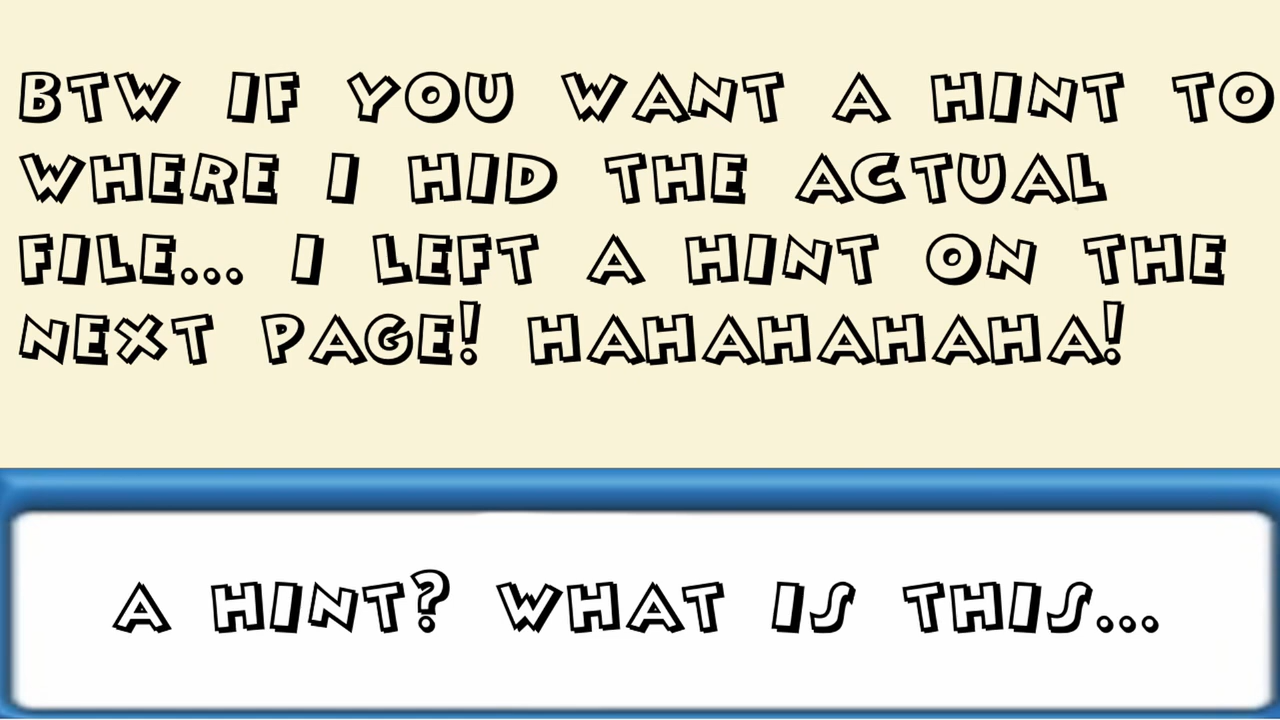 BTW IF YOU WANT A HINT TO
WHERE I HID THE ACTUAL
FILE... I LEFT A HINT ON THE
NEXT PAGE! HAHAHAHAHA!
A HINT? WHAT IS THIS...